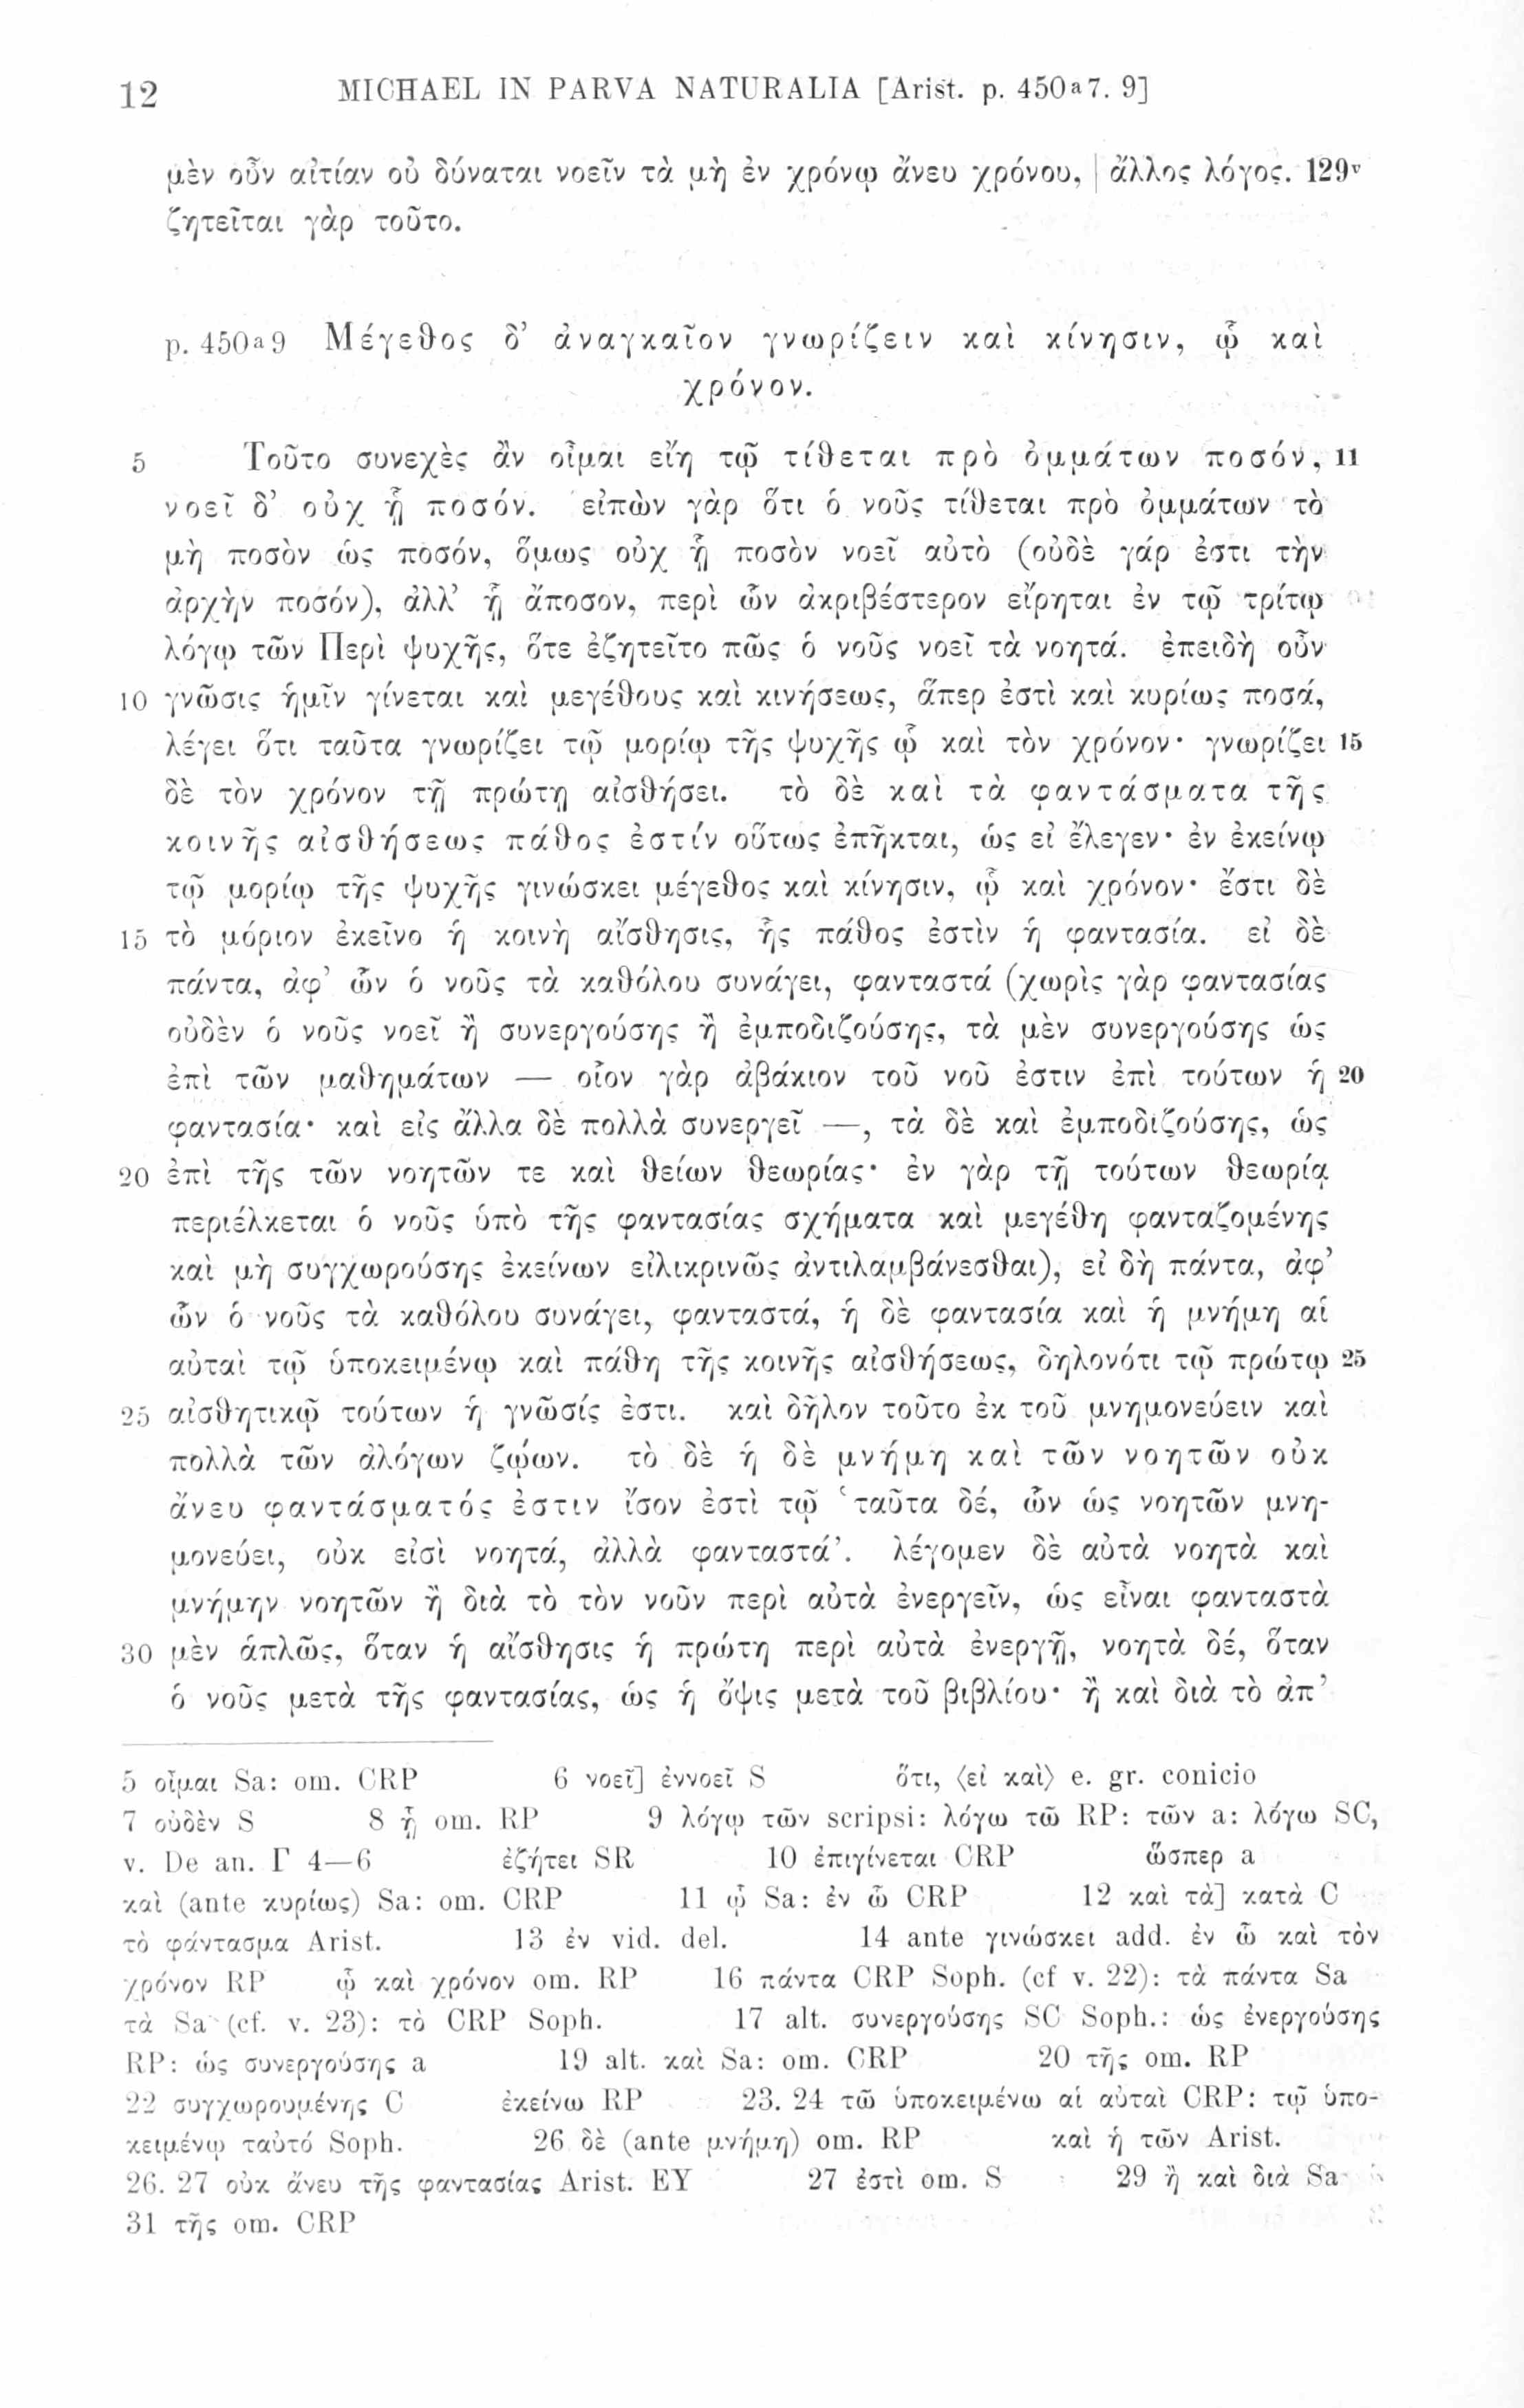 12 MICHAEL IN PARVA NATURALIA [Arist. p. 450a7. 9]
μὲν οὖν αἰτίαν οὐ δύναται νοεῖν τὰ μὴ ἐν χρόνῳ ἄνευ χρόνου, | ἄλλος λόγος. 129v
ζητεῖται γὰρ τοῦτο.
p. 450a9 Μέγεθος δ’ ἀναγκαῖον γνωρίζειν καὶ κίνησιν, ᾧ καὶ
χρόνον.
5 Τοῦτο συνεχὲς ἂν οἶμαι εἴη τῷ τίθεται πρὸ ὀμμάτων ποσόν, 11
νοεῖ δ’ οὐχ ᾗ ποσόν. εἰπὼν γὰρ ὅτι ὁ νοῦς τίθεται πρὸ ὀμμάτων τὸ
μὴ ποσὸν ὡς ποσόν, ὅμως οὐχ ᾗ ποσὸν νοεῖ αὐτὸ (οὐδὲ γάρ ἐστι τὴν
ἀρχὴν ποσόν), ἀλλ’ ᾗ ἄποσον, περὶ ὧν ἀκριβέστερον εἴρηται ἐν τῷ τρίτῳ
λόγῳ τῶν Περὶ ψυχῆς, ὅτε ἐζητεῖτο πῶς ὁ νοῦς νοεῖ τὰ νοητά. ἐπειδὴ οὖν
10 γνῶσις ἡμῖν γίνεται καὶ μεγέθους καὶ κινήσεως, ἅπερ ἐστὶ καὶ κυρίως ποσά,
λέγει ὅτι ταῦτα γνωρίζει τῷ μορίῳ τῆς ψυχῆς ᾧ καὶ τὸν χρόνον· γνωρίζει 15
δὲ τὸν χρόνον τῇ πρώτῃ αἰσθήσει. τὸ δὲ καὶ τὰ φαντάσματα τῆς
κοινῆς αἰσθήσεως πάθος ἐστίν οὕτως ἐπῆκται, ὡς εἰ ἔλεγεν· ἐν ἐκείνῳ
τῷ μορίῳ τῆς ψυχῆς γινώσκει μέγεθος καὶ κίνησιν, ᾧ καὶ χρόνον· ἔστι δὲ
15 τὸ μόριον ἐκεῖνο ἡ κοινὴ αἴσθησις, ἧς πάθος ἐστὶν ἡ φαντασία. εἰ δὲ
πάντα, ἀφ’ ὧν ὁ νοῦς τὰ καθόλου συνάγει, φανταστά (χωρὶς γὰρ φαντασίας
οὐδὲν ὁ νοῦς νοεῖ ἢ συνεργούσης ἢ ἐμποδιζούσης, τὰ μὲν συνεργούσης ὡς
ἐπὶ τῶν μαθημάτων — οἷον γὰρ ἀβάκιον τοῦ νοῦ ἐστιν ἐπὶ τούτων ἡ 20
φαντασία· καὶ εἰς ἄλλα δὲ πολλὰ συνεργεῖ —, τὰ δὲ καὶ ἐμποδιζούσης, ὡς
20 ἐπὶ τῆς τῶν νοητῶν τε καὶ θείων θεωρίας· ἐν γὰρ τῇ τούτων θεωρίᾳ
περιέλκεται ὁ νοῦς ὑπὸ τῆς φαντασίας σχήματα καὶ μεγέθη φανταζομένης
καὶ μὴ συγχωρούσης ἐκείνων εἰλικρινῶς ἀντιλαμβάνεσθαι), εἰ δὴ πάντα, ἀφ’
ὧν ὁ νοῦς τὰ καθόλου συνάγει, φανταστά, ἡ δὲ φαντασία καὶ ἡ μνήμη αἱ
αὐταὶ τῷ ὑποκειμένῳ καὶ πάθη τῆς κοινῆς αἰσθήσεως, δηλονότι τῷ πρώτῳ 25
25 αἰσθητικῷ τούτων ἡ γνῶσίς ἐστι. καὶ δῆλον τοῦτο ἐκ τοῦ μνημονεύειν καὶ
πολλὰ τῶν ἀλόγων ζῴων. τὸ δὲ ἡ δὲ μνήμη καὶ τῶν νοητῶν οὐκ
ἄνευ φαντάσματός ἐστιν ἴσον ἐστὶ τῷ ‘ταῦτα δέ, ὧν ὡς νοητῶν μνη-
μονεύει, οὐκ εἰσὶ νοητά, ἀλλὰ φανταστά’. λέγομεν δὲ αὐτὰ νοητὰ καὶ
μνήμην νοητῶν ἢ διὰ τὸ τὸν νοῦν περὶ αὐτὰ ἐνεργεῖν, ὡς εἶναι φανταστὰ
30 μὲν ἁπλῶς, ὅταν ἡ αἴσθησις ἡ πρώτη περὶ αὐτὰ ἐνεργῇ, νοητὰ δέ, ὅταν
ὁ νοῦς μετὰ τῆς φαντασίας, ὡς ἡ ὄψις μετὰ τοῦ βιβλίου· ἢ καὶ διὰ τὸ ἀπ’
5 οἶμαι Sa: om. CRP 6 νοεῖ] ἐννοεῖ S ὅτι, ⟨εἰ καὶ⟩ e. gr. conicio
7 οὐδὲν S 8 ᾗ om. RP 9 λόγῳ τῶν scripsi: λόγω τῶ RP: τῶν a: λόγω SC,
v. De an. Γ 4—6 ἐζήτει SR 10 ἐπιγίνεται CRP ὥσπερ a
καὶ (ante κυρίως) Sa: om. CRP 11 ᾧ Sa: ἐν ὧ CRP 12 καὶ τὰ] κατὰ C
τὸ φάντασμα Arist. 13 ἐν vid. del. 14 ante γινώσκει add. ἐν ὧ καὶ τὸν
χρόνον RP ᾧ καὶ χρόνον om. RP 16 πάντα CRP Soph. (cf v. 22): τὰ πάντα Sa
τὰ Sa (cf. v. 23): τὸ CRP Soph. 17 alt. συνεργούσης SC Soph.: ὡς ἐνεργούσης
RP: ὡς συνεργούσης a 19 alt. καὶ Sa: om. CRP 20 τῆς om. RP
22 συγχωρουμένης C ἐκείνω RP 23. 24 τῶ ὑποκειμένω αἱ αὐταὶ CRP: τῷ ὑπο-
κειμένῳ ταὐτό Soph. 26 δὲ (ante μνήμη) om. RP καὶ ἡ τῶν Arist.
26. 27 οὐκ ἄνευ τῆς φαντασίας Arist. EY 27 ἐστὶ om. S 29 ἢ καὶ διὰ Sa
31 τῆς om. CRP